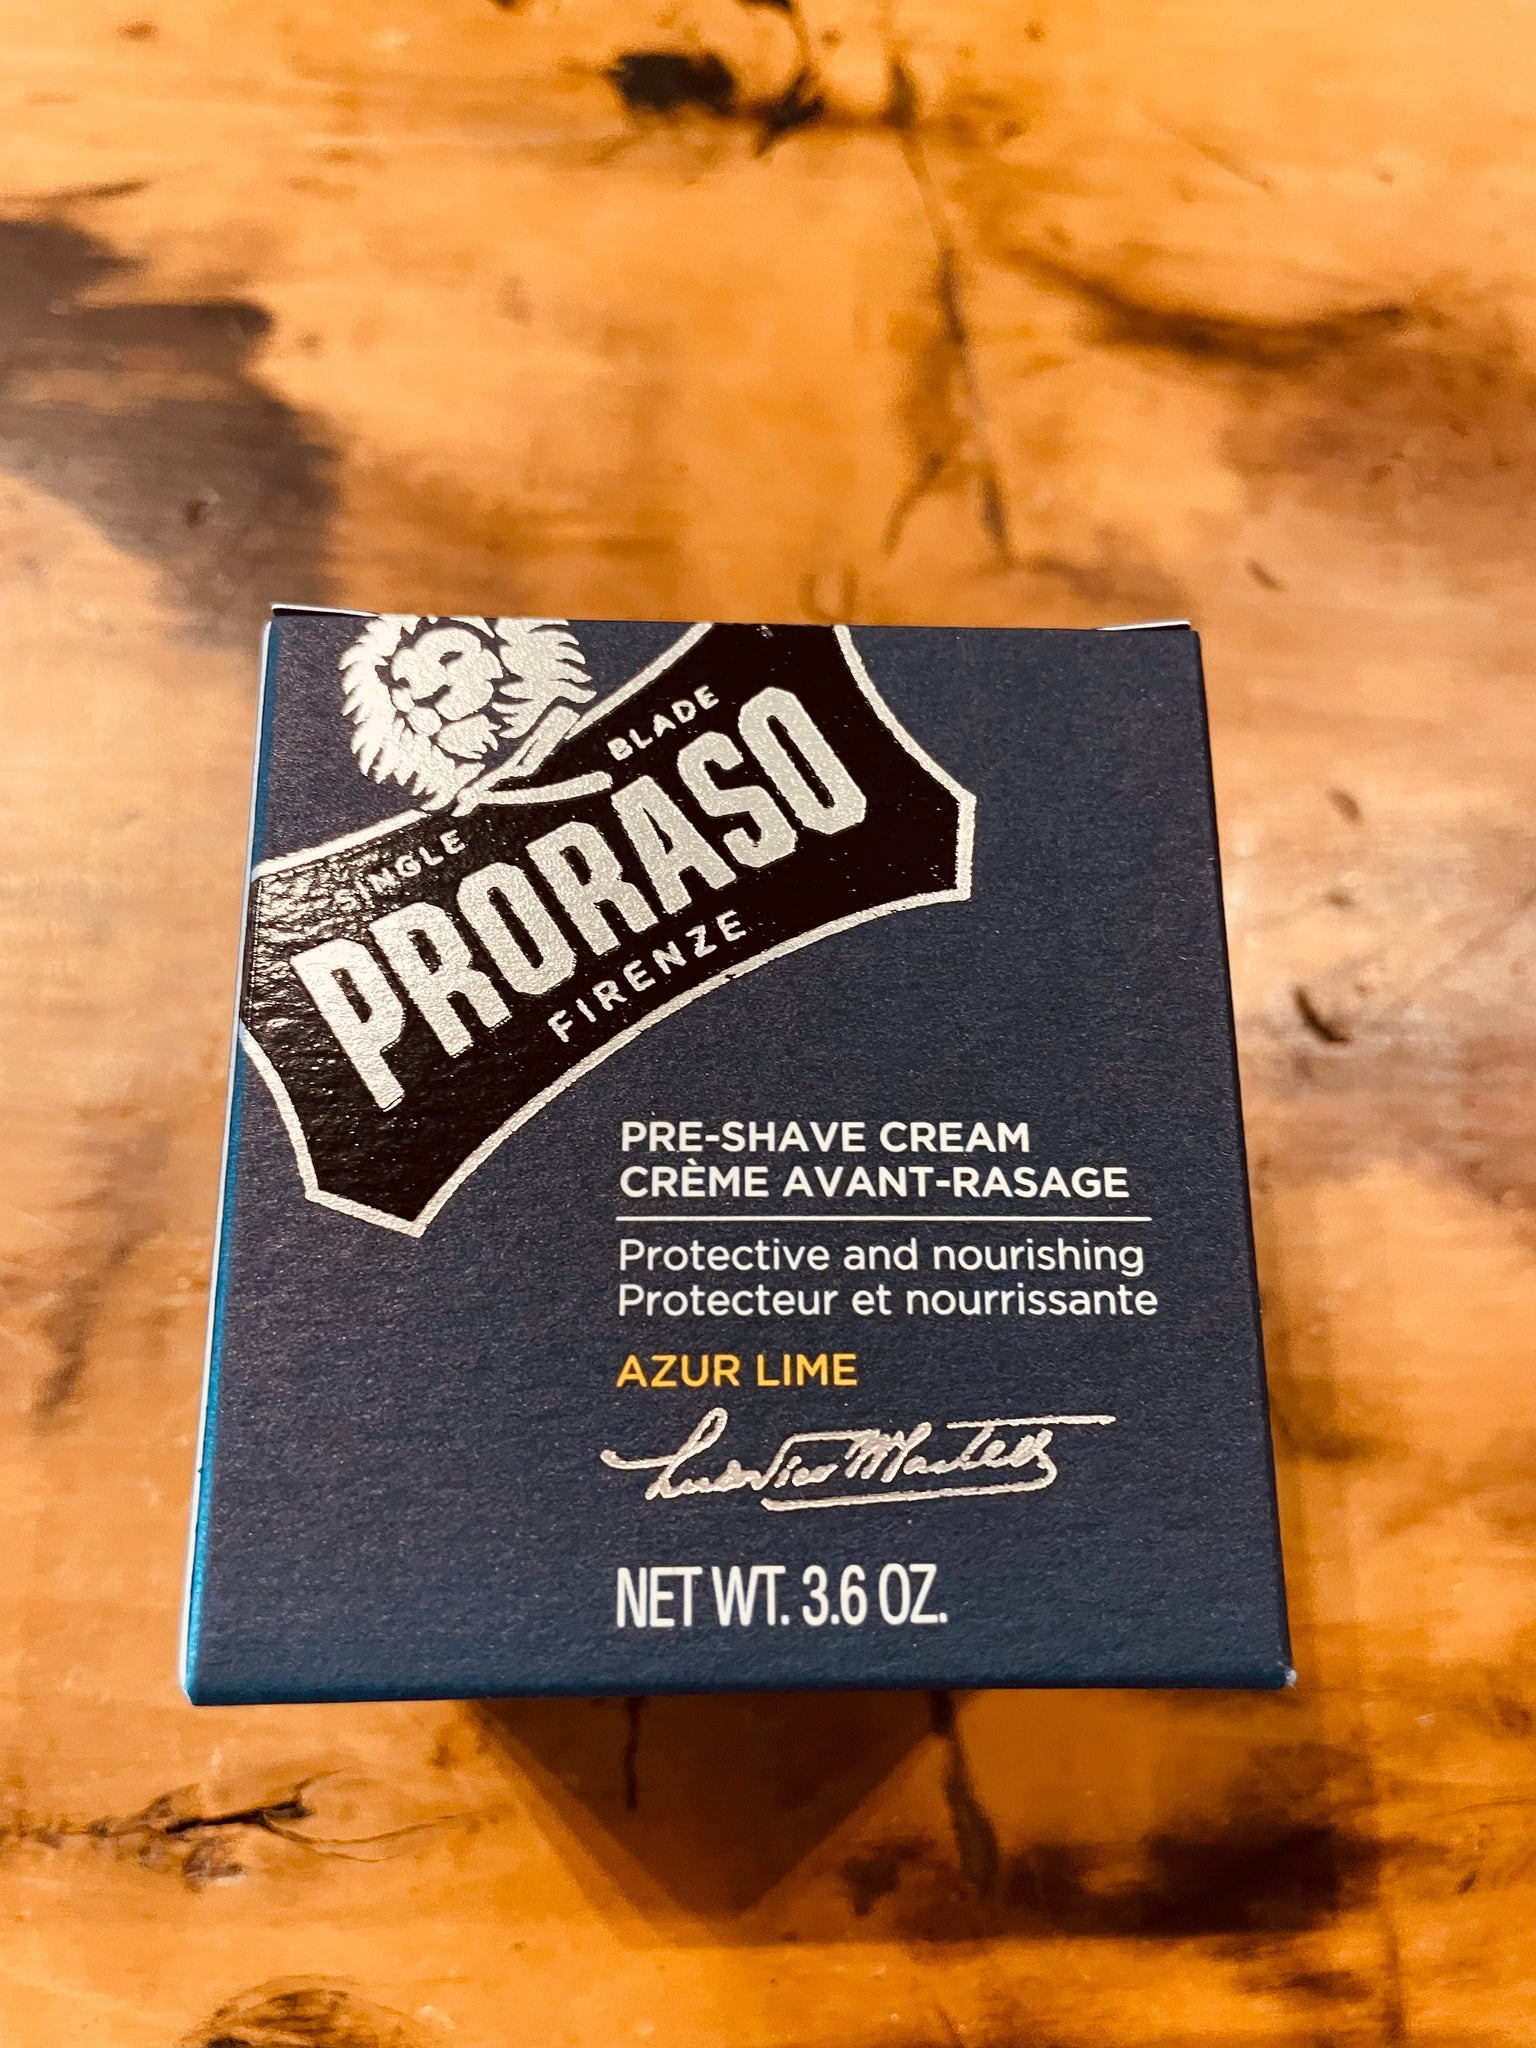 SINGLE BLADE
PRORASO
FIRENZE
PRE-SHAVE CREAM
CRÈME AVANT-RASAGE
Protective and nourishing
Protecteur et nourrissante
AZUR LIME
NET WT. 3.6 OZ.